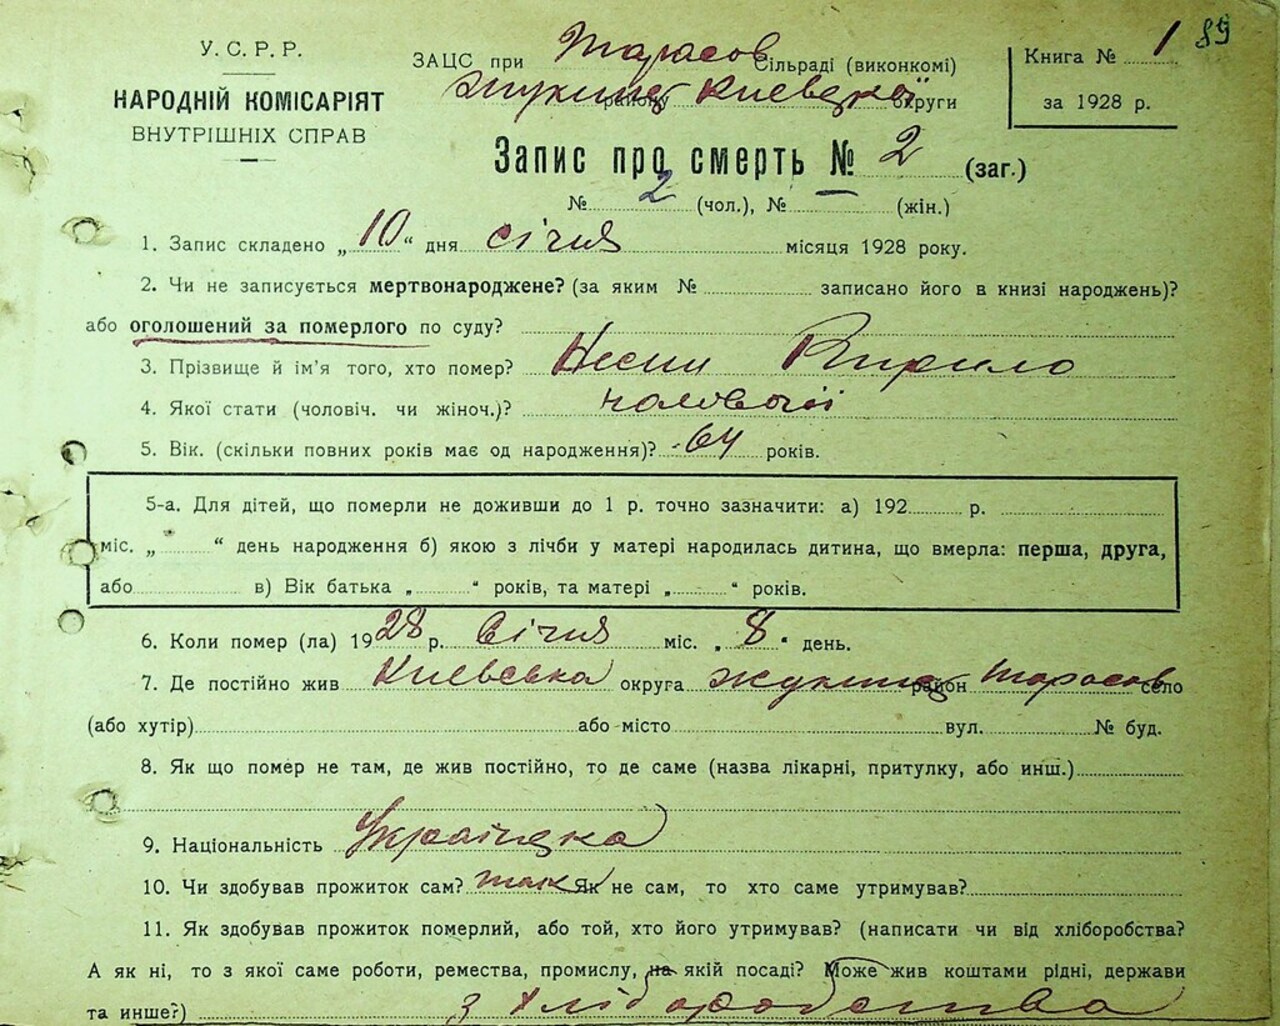 89
У. С. Р. Р.
НАРОДНІЙ КОМІСАРІЯТ
ВНУТРІШНІХ СПРАВ
ЗАЦС при Тарасов Сільраді (виконкомі)
Жукинц району Киевської округи
Книга № 1
за 1928 р.
Запис про смерть № 2 (заг.)
№ 2 (чол.), № — (жін.)
1. Запис складено „ 10 “ дня січня місяця 1928 року.
2. Чи не записується мертвонароджене? (за яким № записано його в книзі народжень)?
або оголошений за померлого по суду?
3. Прізвище й ім’я того, хто помер? Кирило
4. Якої стати (чоловіч. чи жіноч.)? чоловічої
5. Вік. (скільки повних років має од народження)? 64 років.
5-а. Для дітей, що померли не доживши до 1 р. точно зазначити: а) 192 р.
міс. „ “ день народження б) якою з лічби у матері народилась дитина, що вмерла: перша, друга,
або в) Вік батька „ “ років, та матері „ “ років.
6. Коли помер (ла) 1928 р. Січня міс. „ 8 “ день.
7. Де постійно жив Киевська округа Жукинц район Тарасов село
(або хутір) або місто вул. № буд.
8. Як що помер не там, де жив постійно, то де саме (назва лікарні, притулку, або инш.)
9. Національність Українська
10. Чи здобував прожиток сам? так Як не сам, то хто саме утримував?
11. Як здобував прожиток померлий, або той, хто його утримував? (написати чи від хліборобства?
А як ні, то з якої саме роботи, ремества, промислу, на якій посаді? Може жив коштами рідні, держави
та инше?) з хліборобства